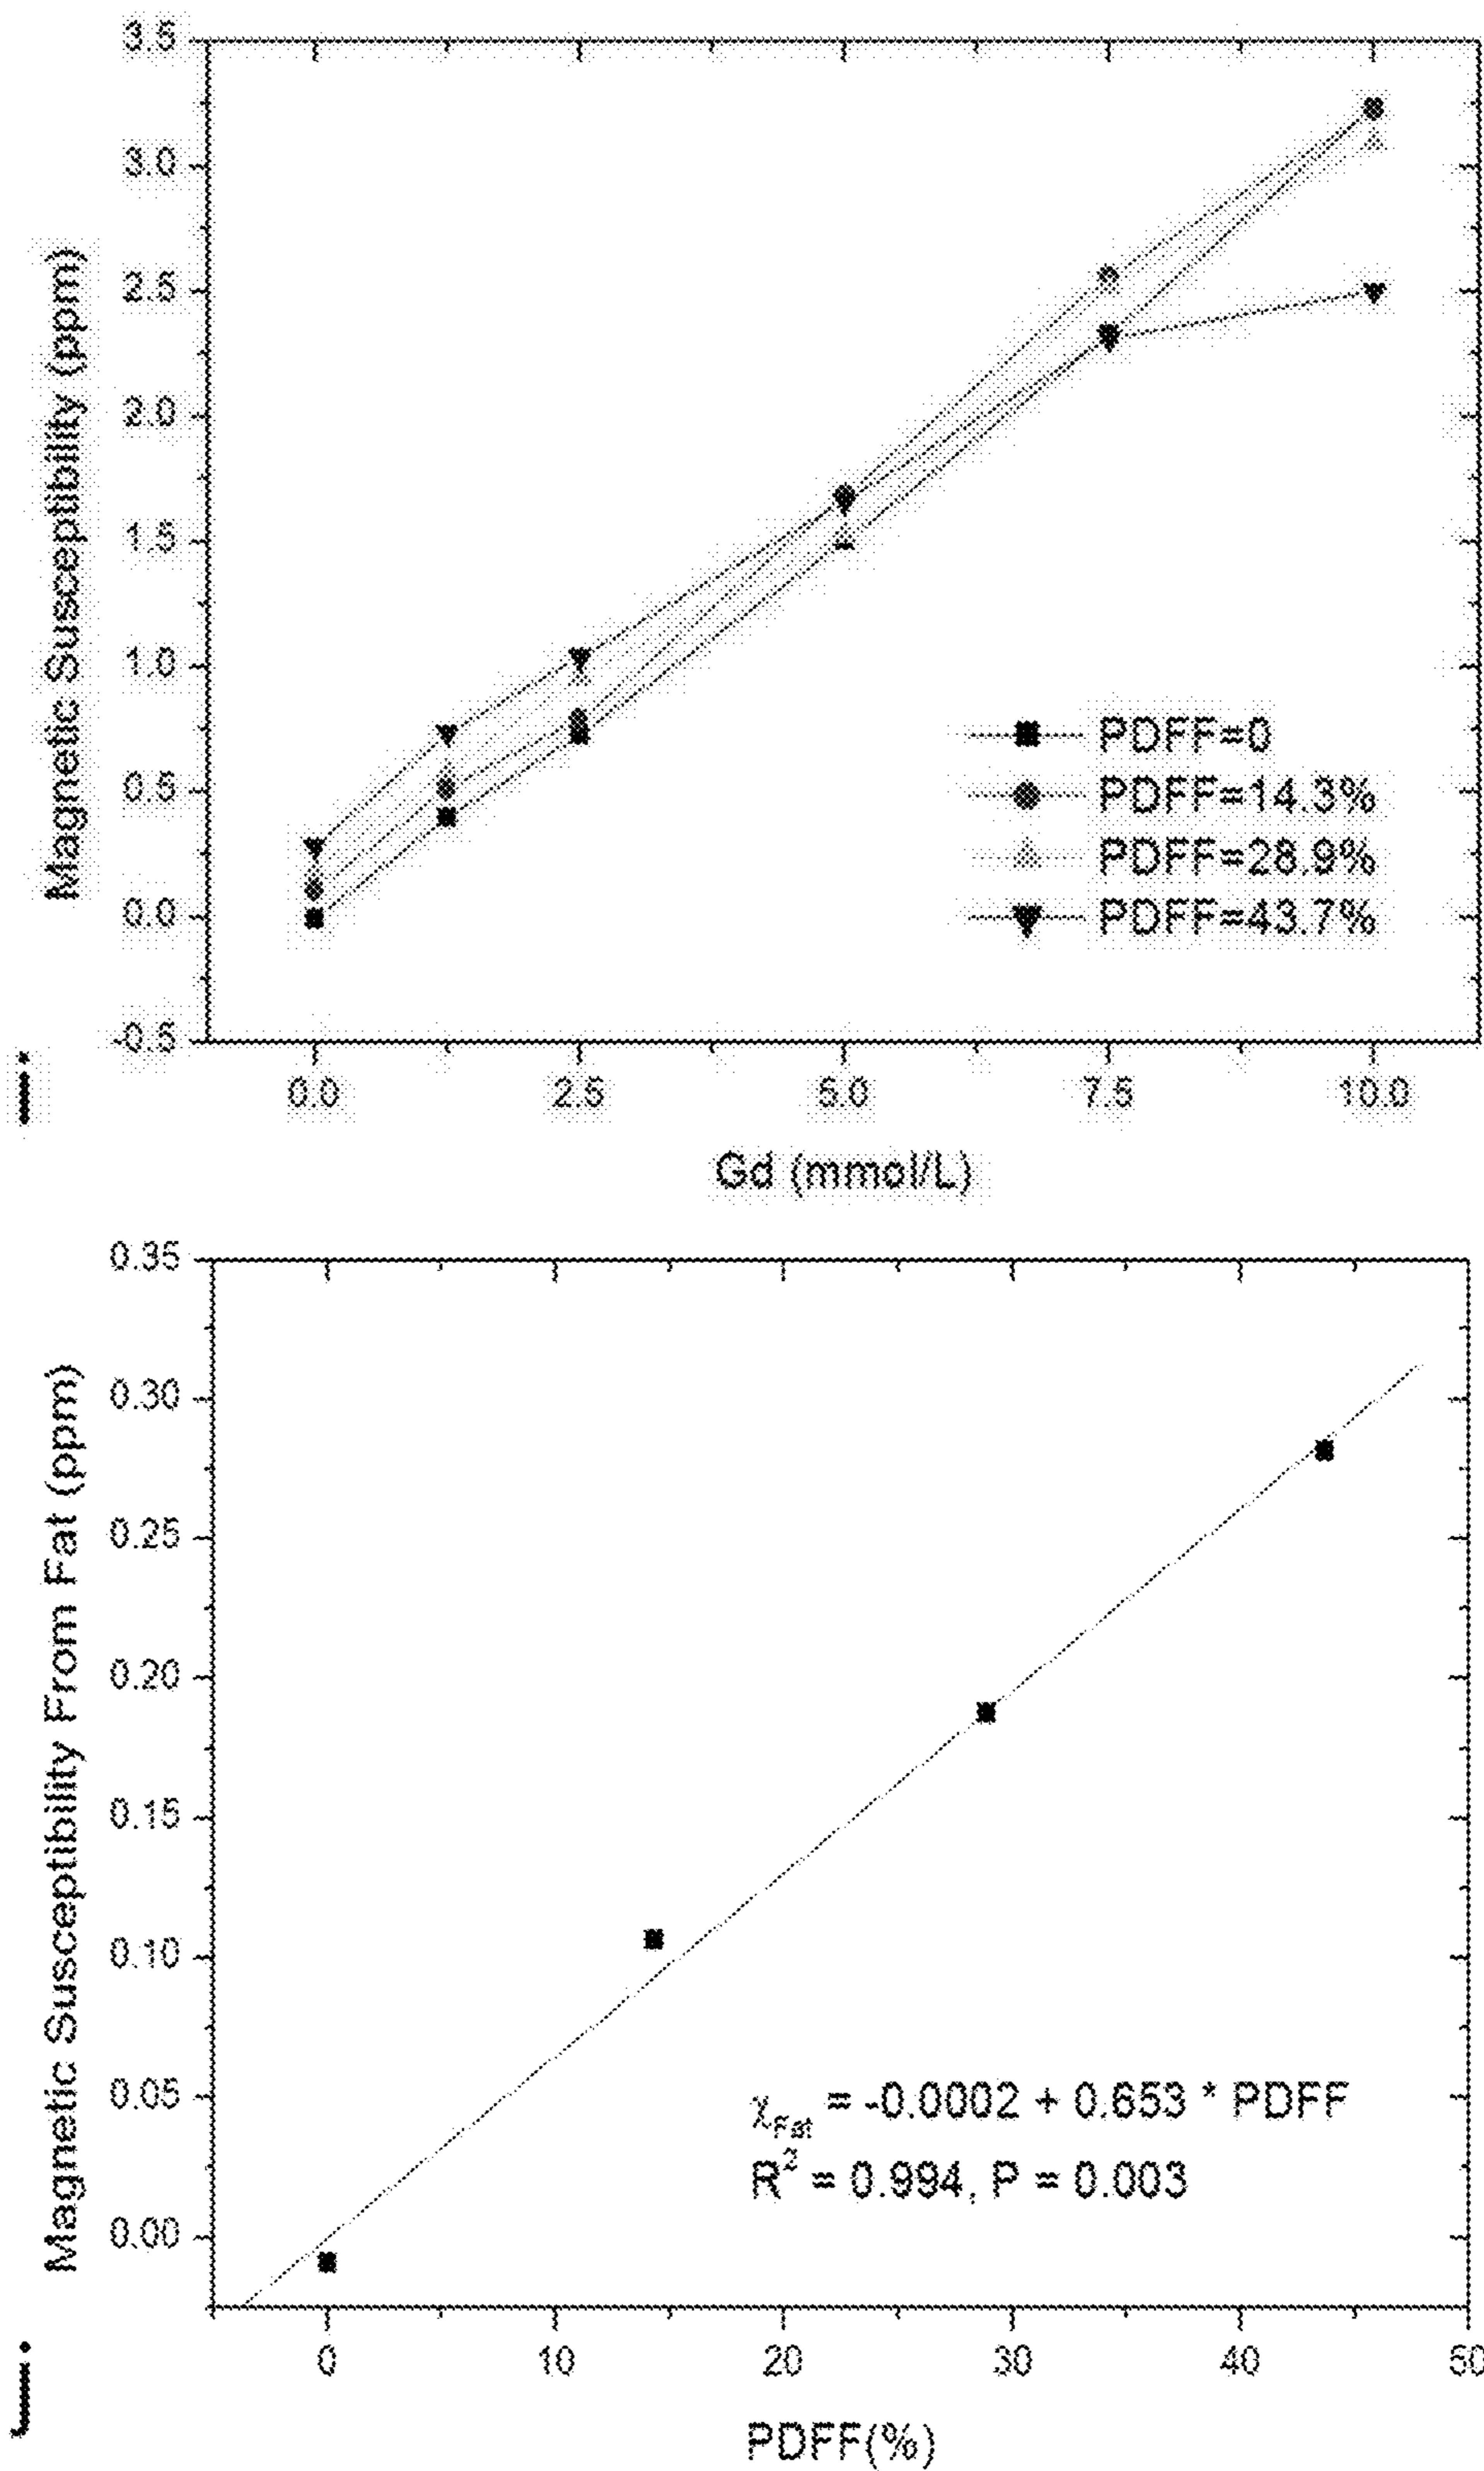 3.5
3.0
2.5
2.0
1.5
1.0
0.5
0.0
-0.5
Magnetic Susceptibility (ppm)
PDFF=0
PDFF=14.3%
PDFF=28.9%
PDFF=43.7%
0.0 2.5 5.0 7.5 10.0
Gd (mmol/L)
i.
0.35
0.30
0.25
0.20
0.15
0.10
0.05
0.00
Magnetic Susceptibility From Fat (ppm)
χFat = -0.0002 + 0.653 * PDFF
R² = 0.994, P = 0.003
0 10 20 30 40 50
PDFF(%)
j.